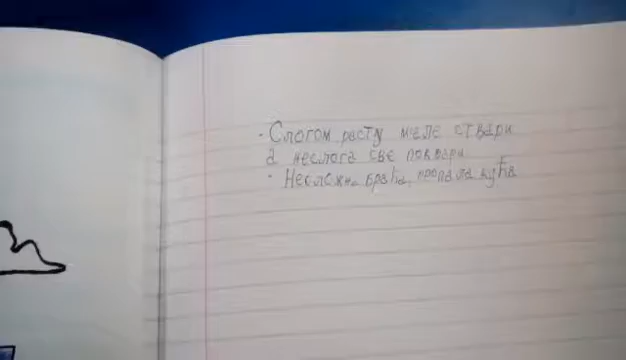 · Слогом расту мале ствари
а неслога све поквари
· Несложна браћа, пропала кућа